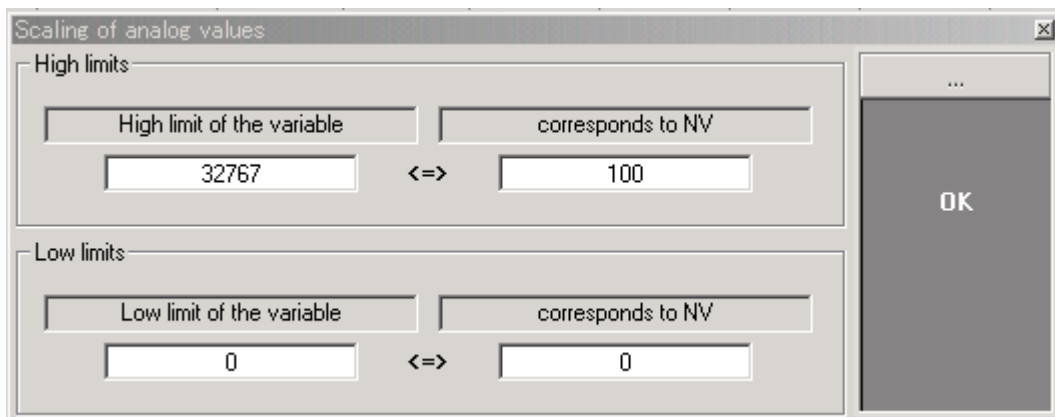 Scaling of analog values
High limits
High limit of the variable corresponds to NV
32767 <=> 100
Low limits
Low limit of the variable corresponds to NV
0 <=> 0
...
OK